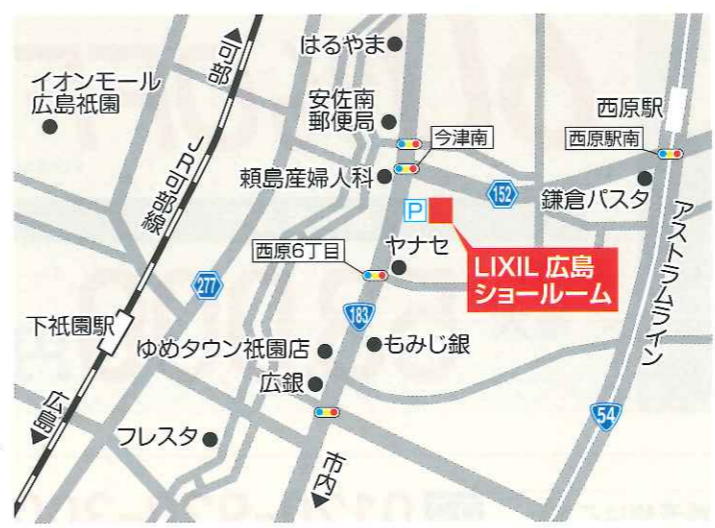 はるやま
可部
イオンモール
広島祇園
安佐南
郵便局
西原駅
今津南
西原駅南
JR可部線
頼島産婦人科
152
鎌倉パスタ
P
ヤナセ
西原6丁目
LIXIL 広島
ショールーム
アストラムライン
277
183
下祇園駅
ゆめタウン祇園店
もみじ銀
広銀
54
広島
フレスタ
市内